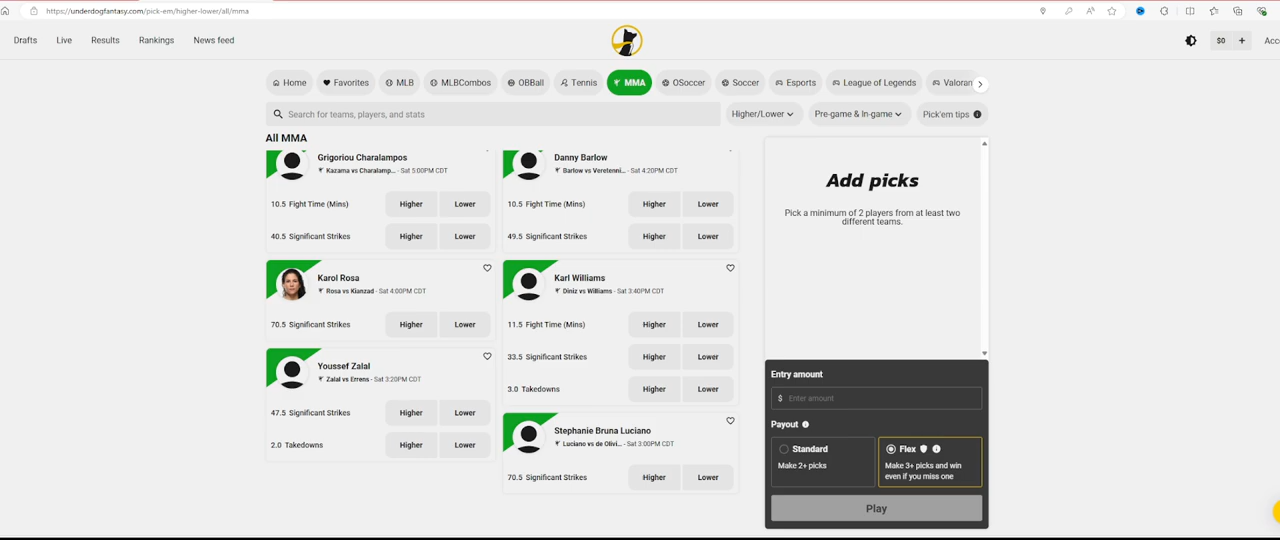 https://underdogfantasy.com/pick-em/higher-lower/all/mma
Drafts Live Results Rankings News feed $0 + Acc
Home Favorites MLB MLBCombos OBBall Tennis MMA OSoccer Soccer Esports League of Legends Valoran
Search for teams, players, and stats Higher/Lower Pre-game & In-game Pick'em tips
All MMA
Grigoriou Charalampos
Kazama vs Charalamp... - Sat 5:00PM CDT
10.5 Fight Time (Mins) Higher Lower
40.5 Significant Strikes Higher Lower
Karol Rosa
Rosa vs Kianzad - Sat 4:00PM CDT
70.5 Significant Strikes Higher Lower
Youssef Zalal
Zalal vs Errens - Sat 3:20PM CDT
47.5 Significant Strikes Higher Lower
2.0 Takedowns Higher Lower
Danny Barlow
Barlow vs Veretenni... - Sat 4:20PM CDT
10.5 Fight Time (Mins) Higher Lower
49.5 Significant Strikes Higher Lower
Karl Williams
Diniz vs Williams - Sat 3:40PM CDT
11.5 Fight Time (Mins) Higher Lower
33.5 Significant Strikes Higher Lower
3.0 Takedowns Higher Lower
Stephanie Bruna Luciano
Luciano vs de Olivi... - Sat 3:00PM CDT
70.5 Significant Strikes Higher Lower
Add picks
Pick a minimum of 2 players from at least two
different teams.
Entry amount
$ Enter amount
Payout
Standard
Make 2+ picks
Flex
Make 3+ picks and win
even if you miss one
Play